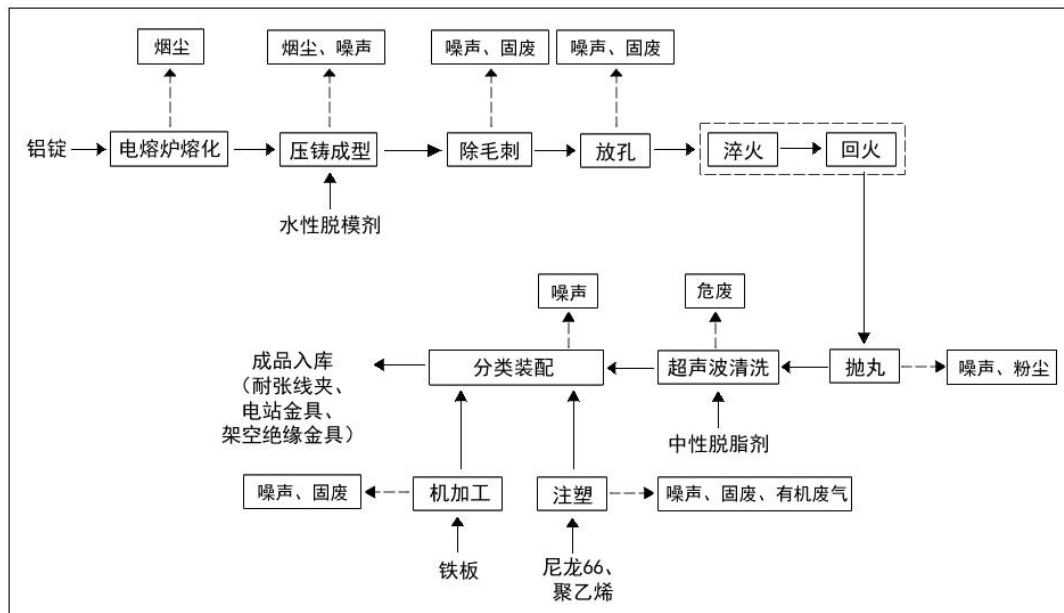 烟尘
烟尘、噪声
噪声、固废
噪声、固废
铝锭
电熔炉熔化
压铸成型
除毛刺
放孔
淬火
回火
水性脱模剂
噪声
危废
成品入库
（耐张线夹、
电站金具、
架空绝缘金具）
分类装配
超声波清洗
抛丸
噪声、粉尘
中性脱脂剂
噪声、固废
机加工
注塑
噪声、固废、有机废气
铁板
尼龙66、
聚乙烯